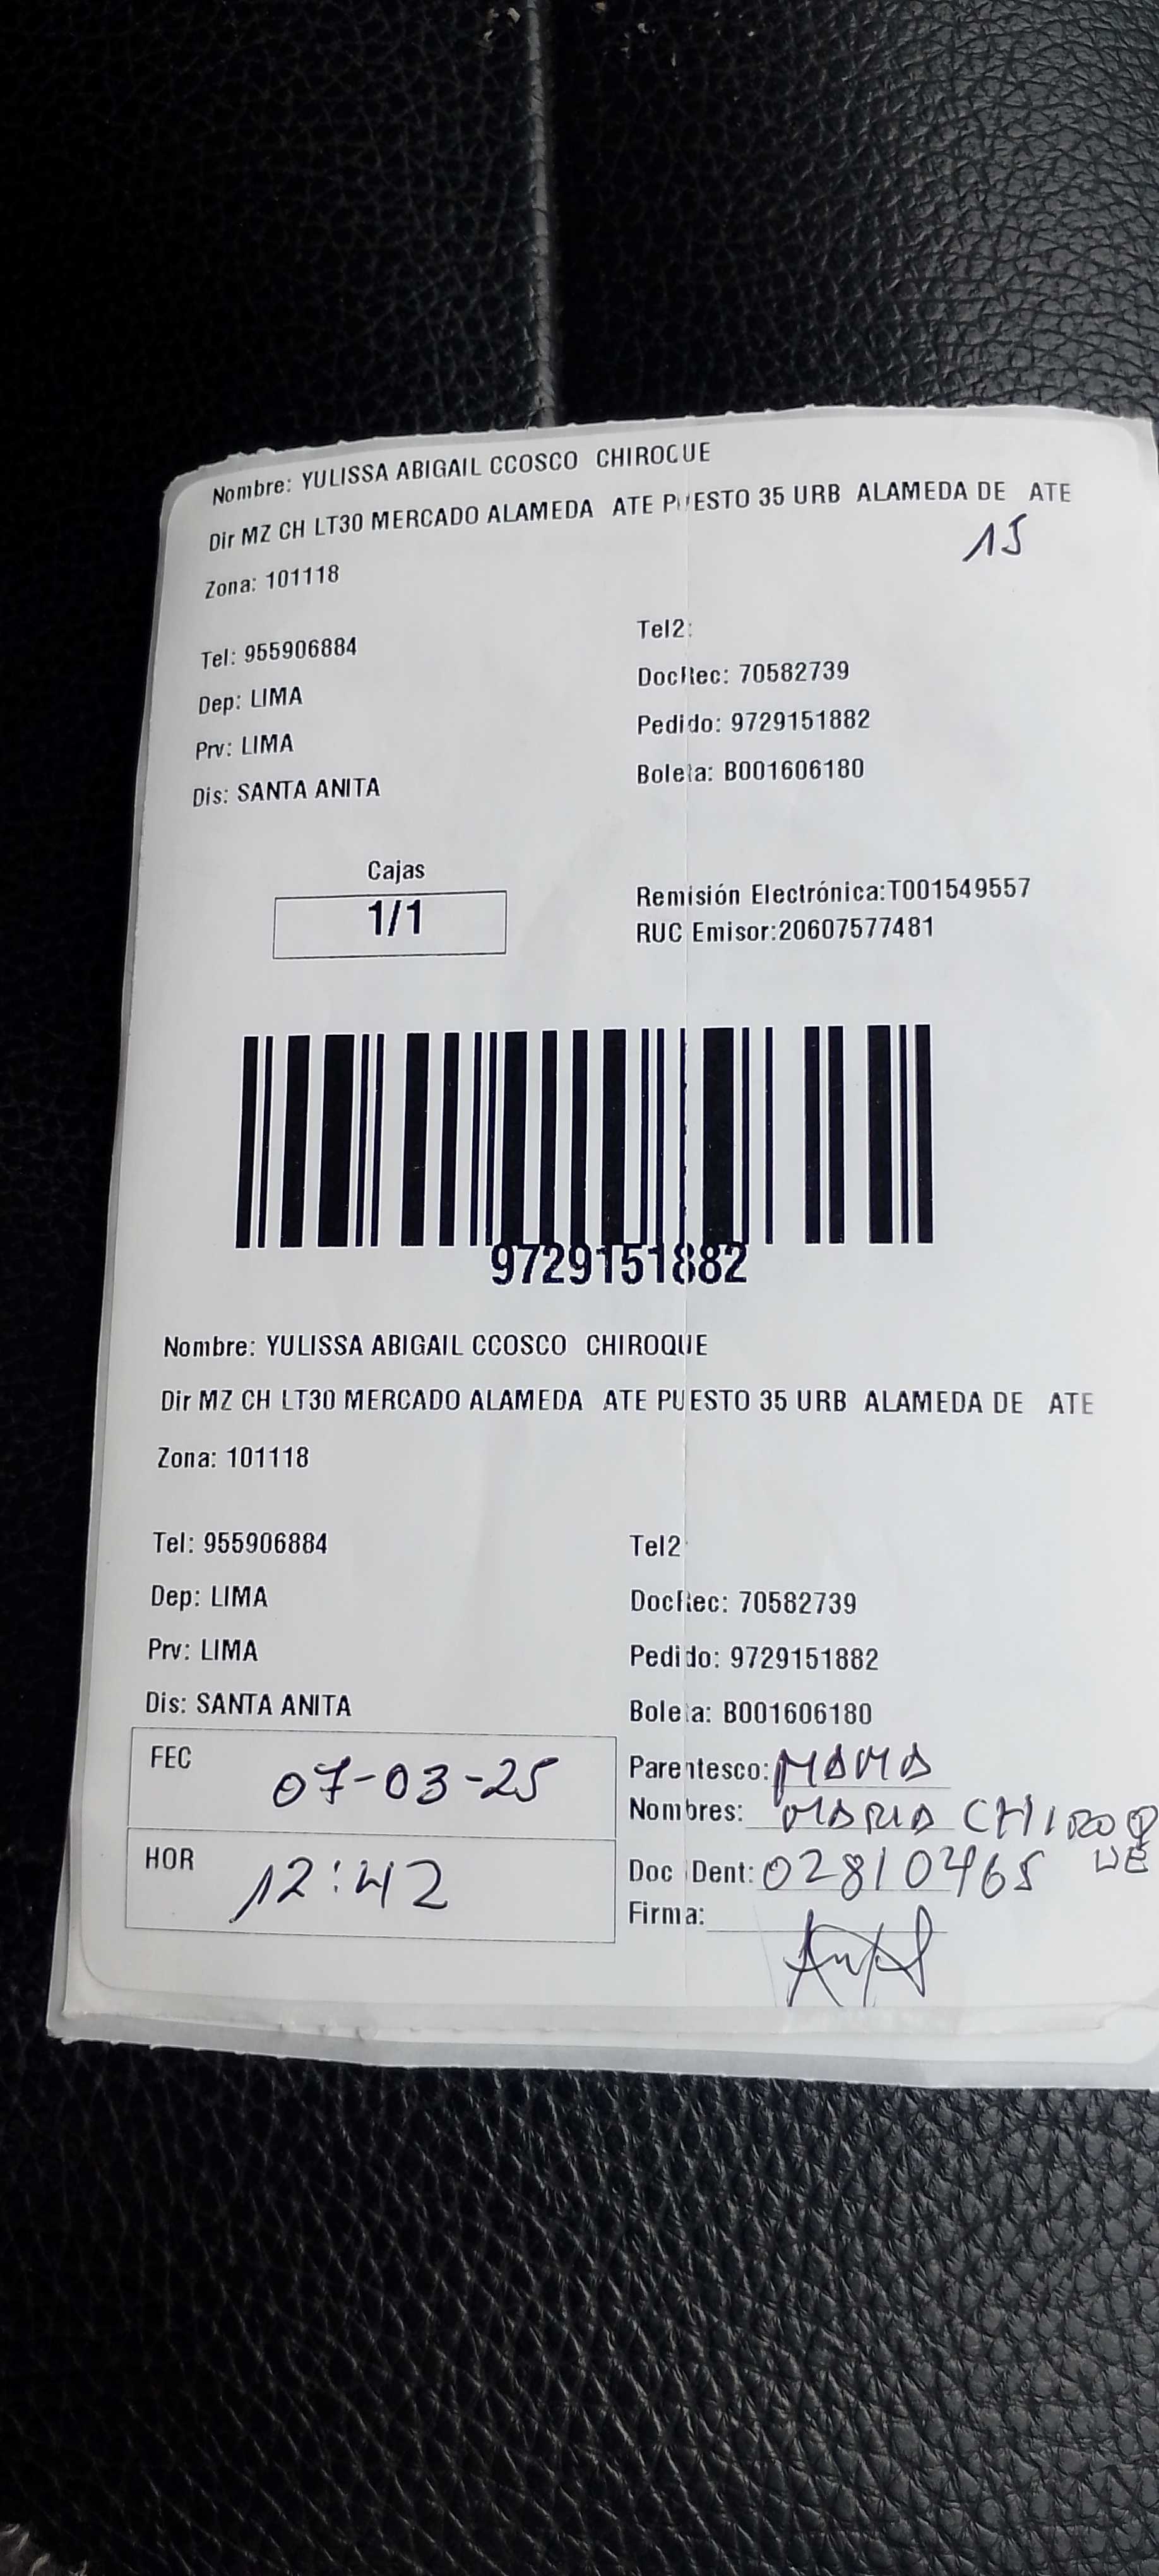 Nombre: YULISSA ABIGAIL CCOSCO CHIROQUE
Dir MZ CH LT30 MERCADO ALAMEDA ATE PUESTO 35 URB ALAMEDA DE ATE
15
Zona: 101118
Tel: 955906884 Tel2:
Dep: LIMA DocRec: 70582739
Prv: LIMA Pedido: 9729151882
Dis: SANTA ANITA Boleta: B001606180
Cajas
1/1
Remisión Electrónica:T001549557
RUC Emisor:20607577481
9729151882
Nombre: YULISSA ABIGAIL CCOSCO CHIROQUE
Dir MZ CH LT30 MERCADO ALAMEDA ATE PUESTO 35 URB ALAMEDA DE ATE
Zona: 101118
Tel: 955906884 Tel2:
Dep: LIMA DocRec: 70582739
Prv: LIMA Pedido: 9729151882
Dis: SANTA ANITA Boleta: B001606180
FEC 07-03-25
HOR 12:42
Parentesco: MAMA
Nombres: MARIA CHIROQUE
Doc Ident: 02810465
Firma: